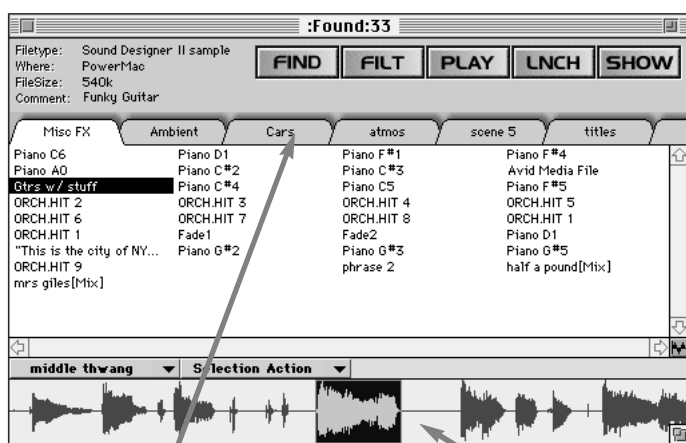 :Found:33
Filetype: Sound Designer II sample
Where: PowerMac
FileSize: 540k
Comment: Funky Guitar
FIND FILT PLAY LNCH SHOW
Misc FX Ambient Cars atmos scene 5 titles
Piano C6 Piano D1 Piano F#1 Piano F#4
Piano A0 Piano C#2 Piano C#3 Avid Media File
Gtrs w/ stuff Piano C#4 Piano C5 Piano F#5
ORCH.HIT 2 ORCH.HIT 3 ORCH.HIT 4 ORCH.HIT 5
ORCH.HIT 6 ORCH.HIT 7 ORCH.HIT 8 ORCH.HIT 1
ORCH.HIT 1 Fade1 Fade2 Piano D1
"This is the city of NY... Piano G#2 Piano G#3 Piano G#5
ORCH.HIT 9 phrase 2 half a pound[Mix]
mrs giles[Mix]
middle thwang Selection Action